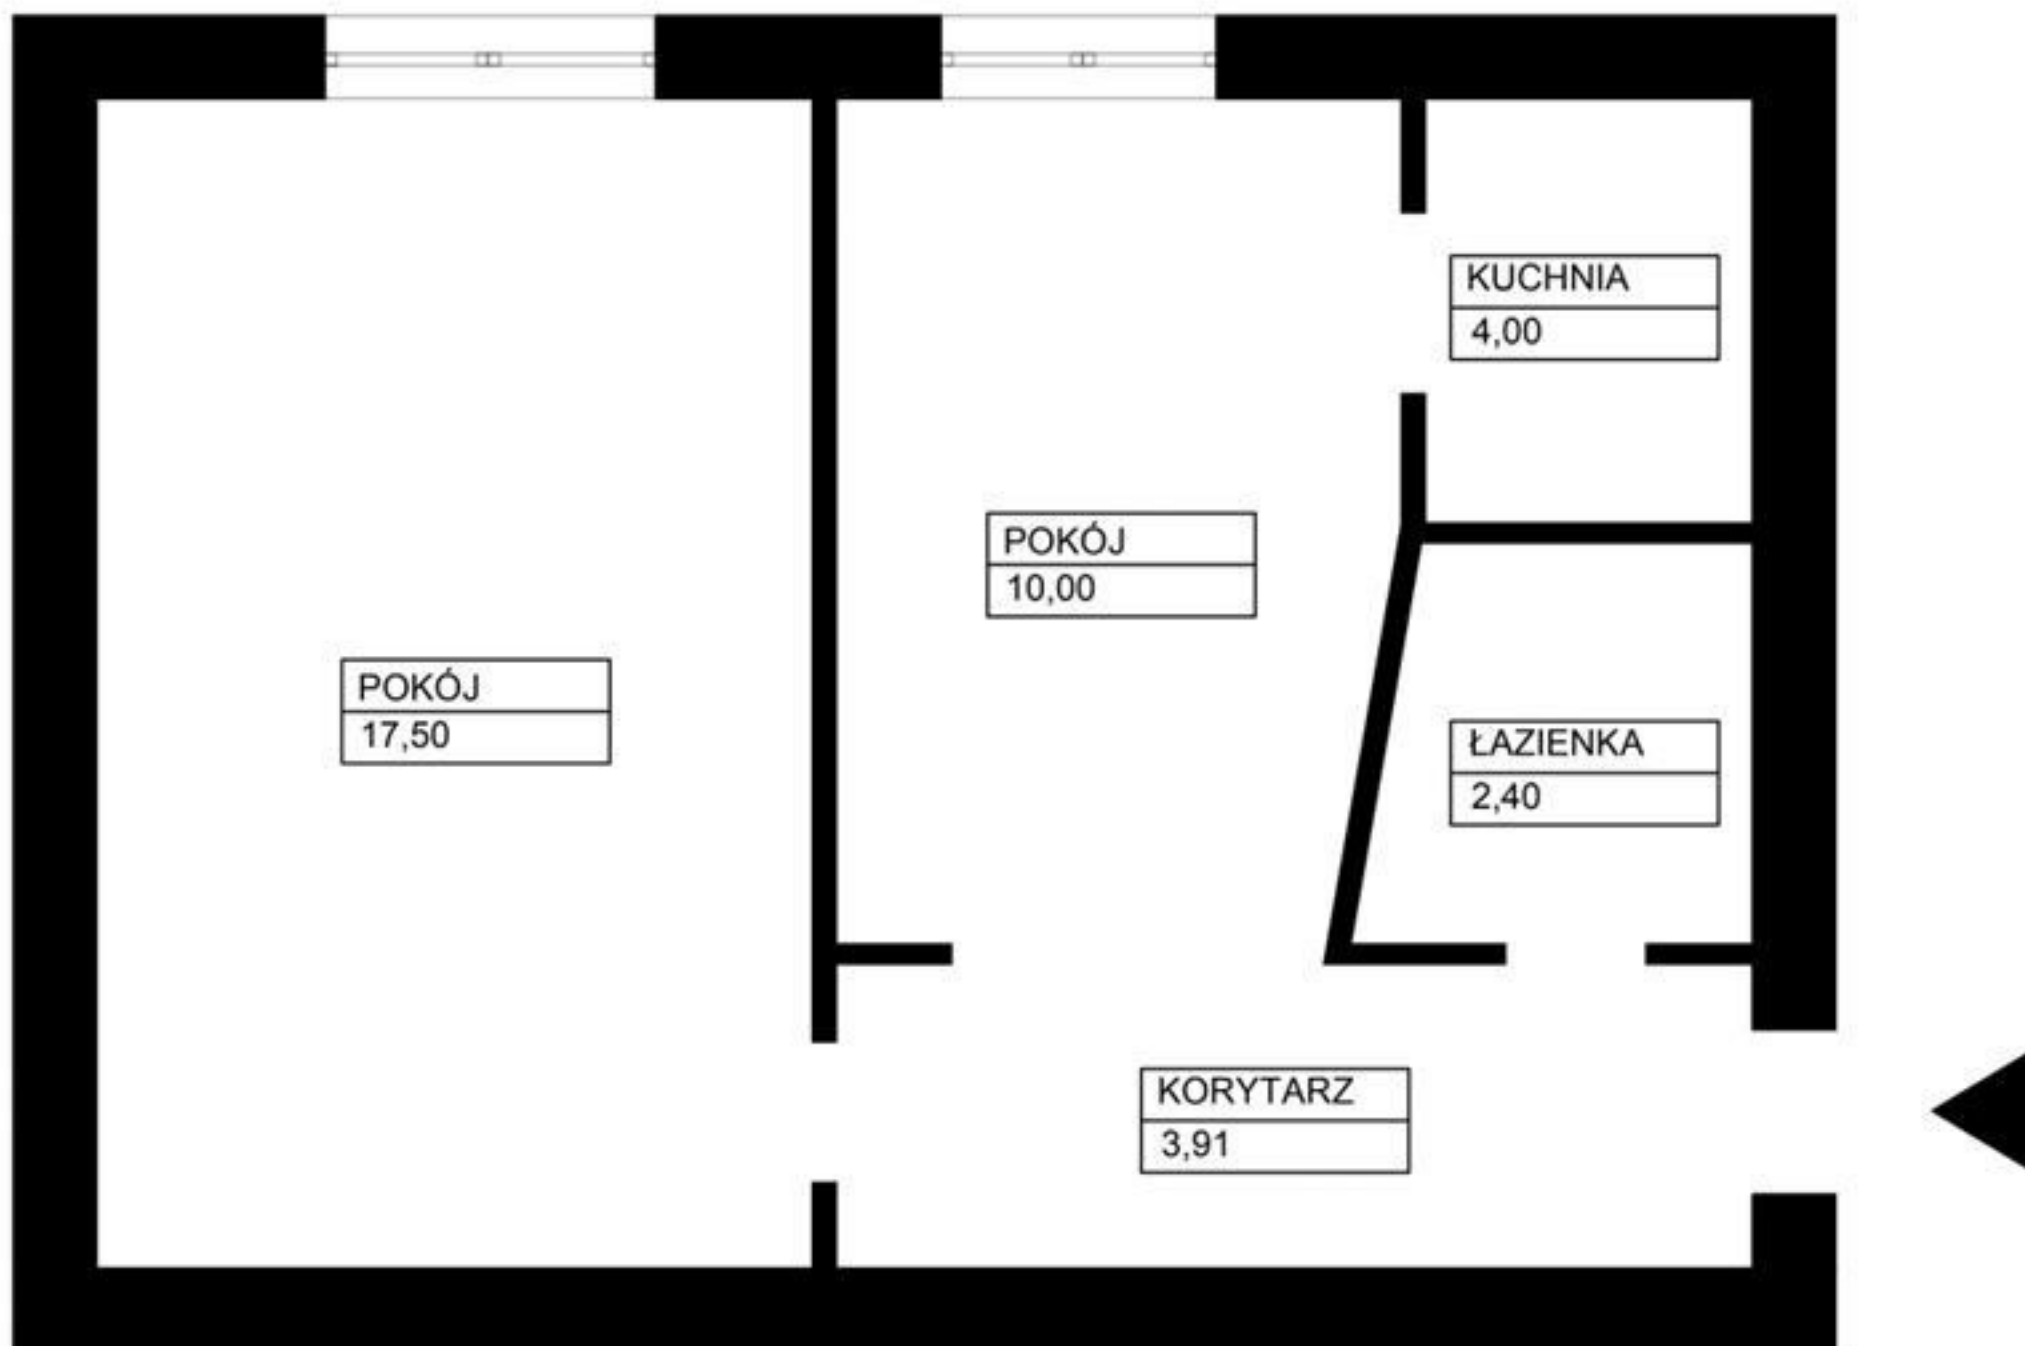 KUCHNIA
4,00
POKÓJ
10,00
POKÓJ
17,50
ŁAZIENKA
2,40
KORYTARZ
3,91